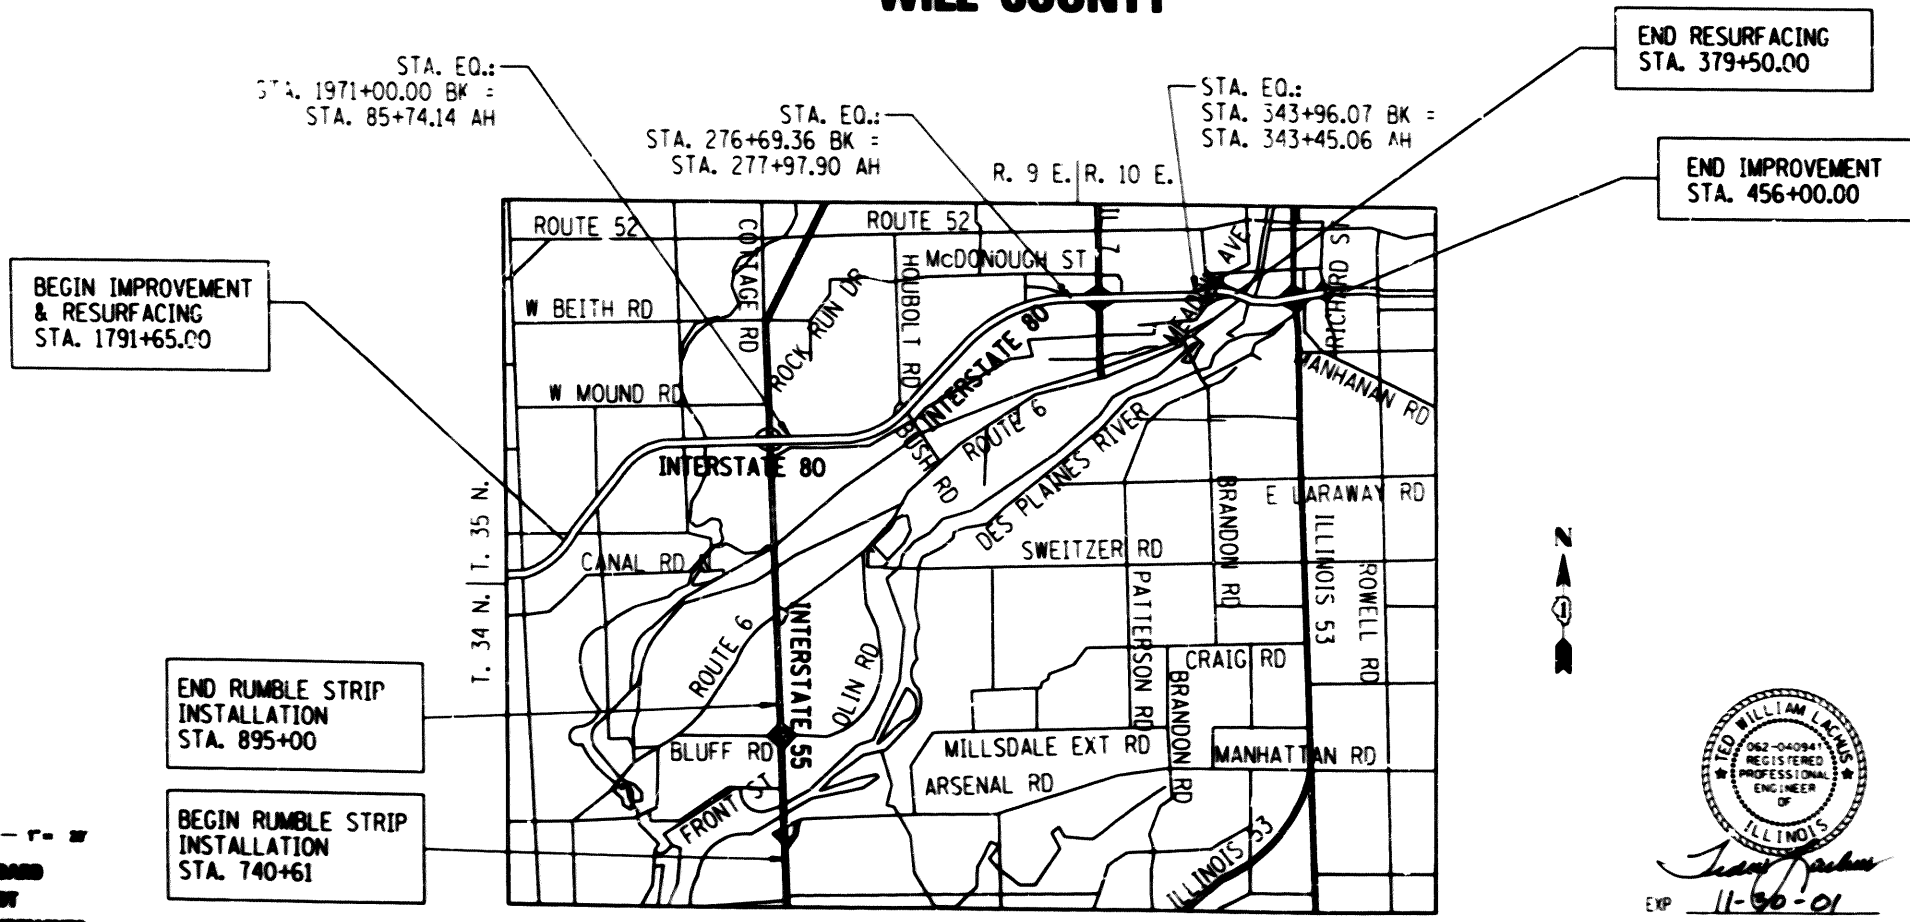 WILL COUNTY
END RESURFACING
STA. 379+50.00
STA. EQ.:
STA. 1971+00.00 BK =
STA. 85+74.14 AH
STA. EQ.:
STA. 276+69.36 BK =
STA. 277+97.90 AH
STA. EQ.:
STA. 343+96.07 BK =
STA. 343+45.06 AH
END IMPROVEMENT
STA. 456+00.00
R. 9 E. R. 10 E.
BEGIN IMPROVEMENT
& RESURFACING
STA. 1791+65.00
ROUTE 52
ROUTE 52
COTTAGE RD
IL 7
McDONOUGH ST
HOUBOLT RD
MEADOW AVE
RICHARD S
W BEITH RD
ROCK RUN DR
INTERSTATE 80
W MOUND RD
MANHANAN RD
ROUTE 6
BUSH RD
DES PLAINES RIVER
INTERSTATE 80
E LARAWAY RD
T. 35 N.
T. 34 N.
BRANDON RD
ILLINOIS 53
SWEITZER RD
CANAL RD N
PATTERSON RD
ROWELL RD
N
ROUTE 6
INTERSTATE 55
OLIN RD
CRAIG RD
BRANDON RD
END RUMBLE STRIP
INSTALLATION
STA. 895+00
BLUFF RD
MILLSDALE EXT RD
MANHATTAN RD
ARSENAL RD
FRONT ST
ILLINOIS 53
BEGIN RUMBLE STRIP
INSTALLATION
STA. 740+61
TED WILLIAM LACHUS
062-040941
REGISTERED
PROFESSIONAL
ENGINEER
OF
ILLINOIS
EXP 11-30-01